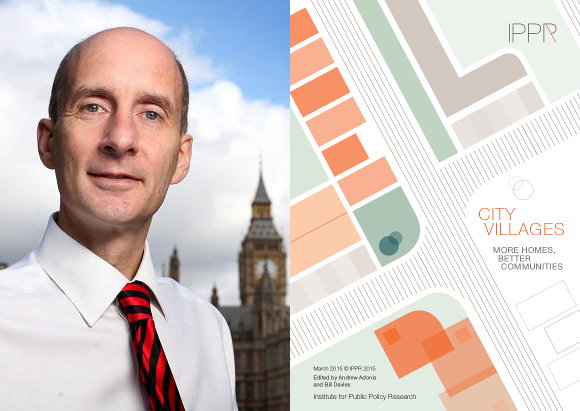 IPPR
CITY
VILLAGES
MORE HOMES,
BETTER
COMMUNITIES
March 2015 © IPPR 2015
Edited by Andrew Adonis
and Bill Davies
Institute for Public Policy Research